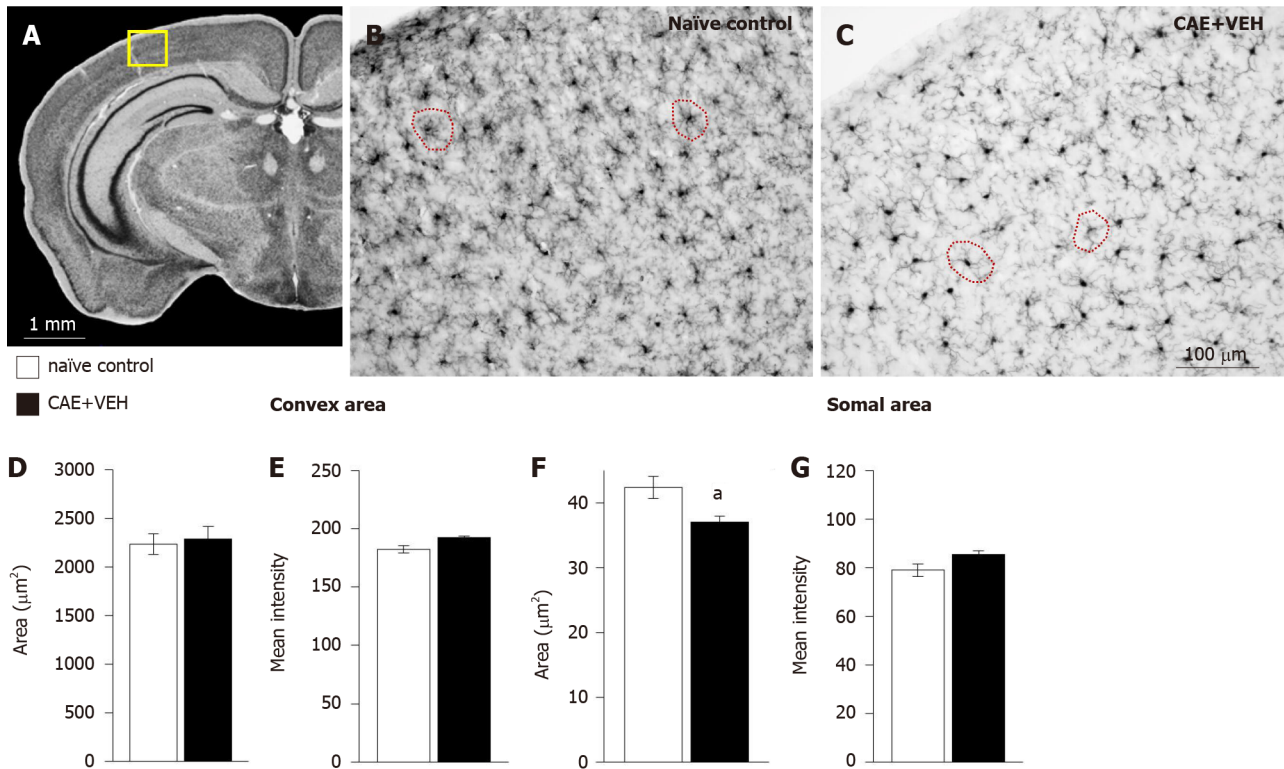 A
1 mm
B
Naïve control
C
CAE+VEH
100 μm
naïve control
CAE+VEH
Convex area
Somal area
D
3000
2500
2000
1500
1000
500
0
Area (μm²)
E
250
200
150
100
50
0
Mean intensity
F
40
30
20
10
0
Area (μm²)
a
G
120
100
80
60
40
20
0
Mean intensity